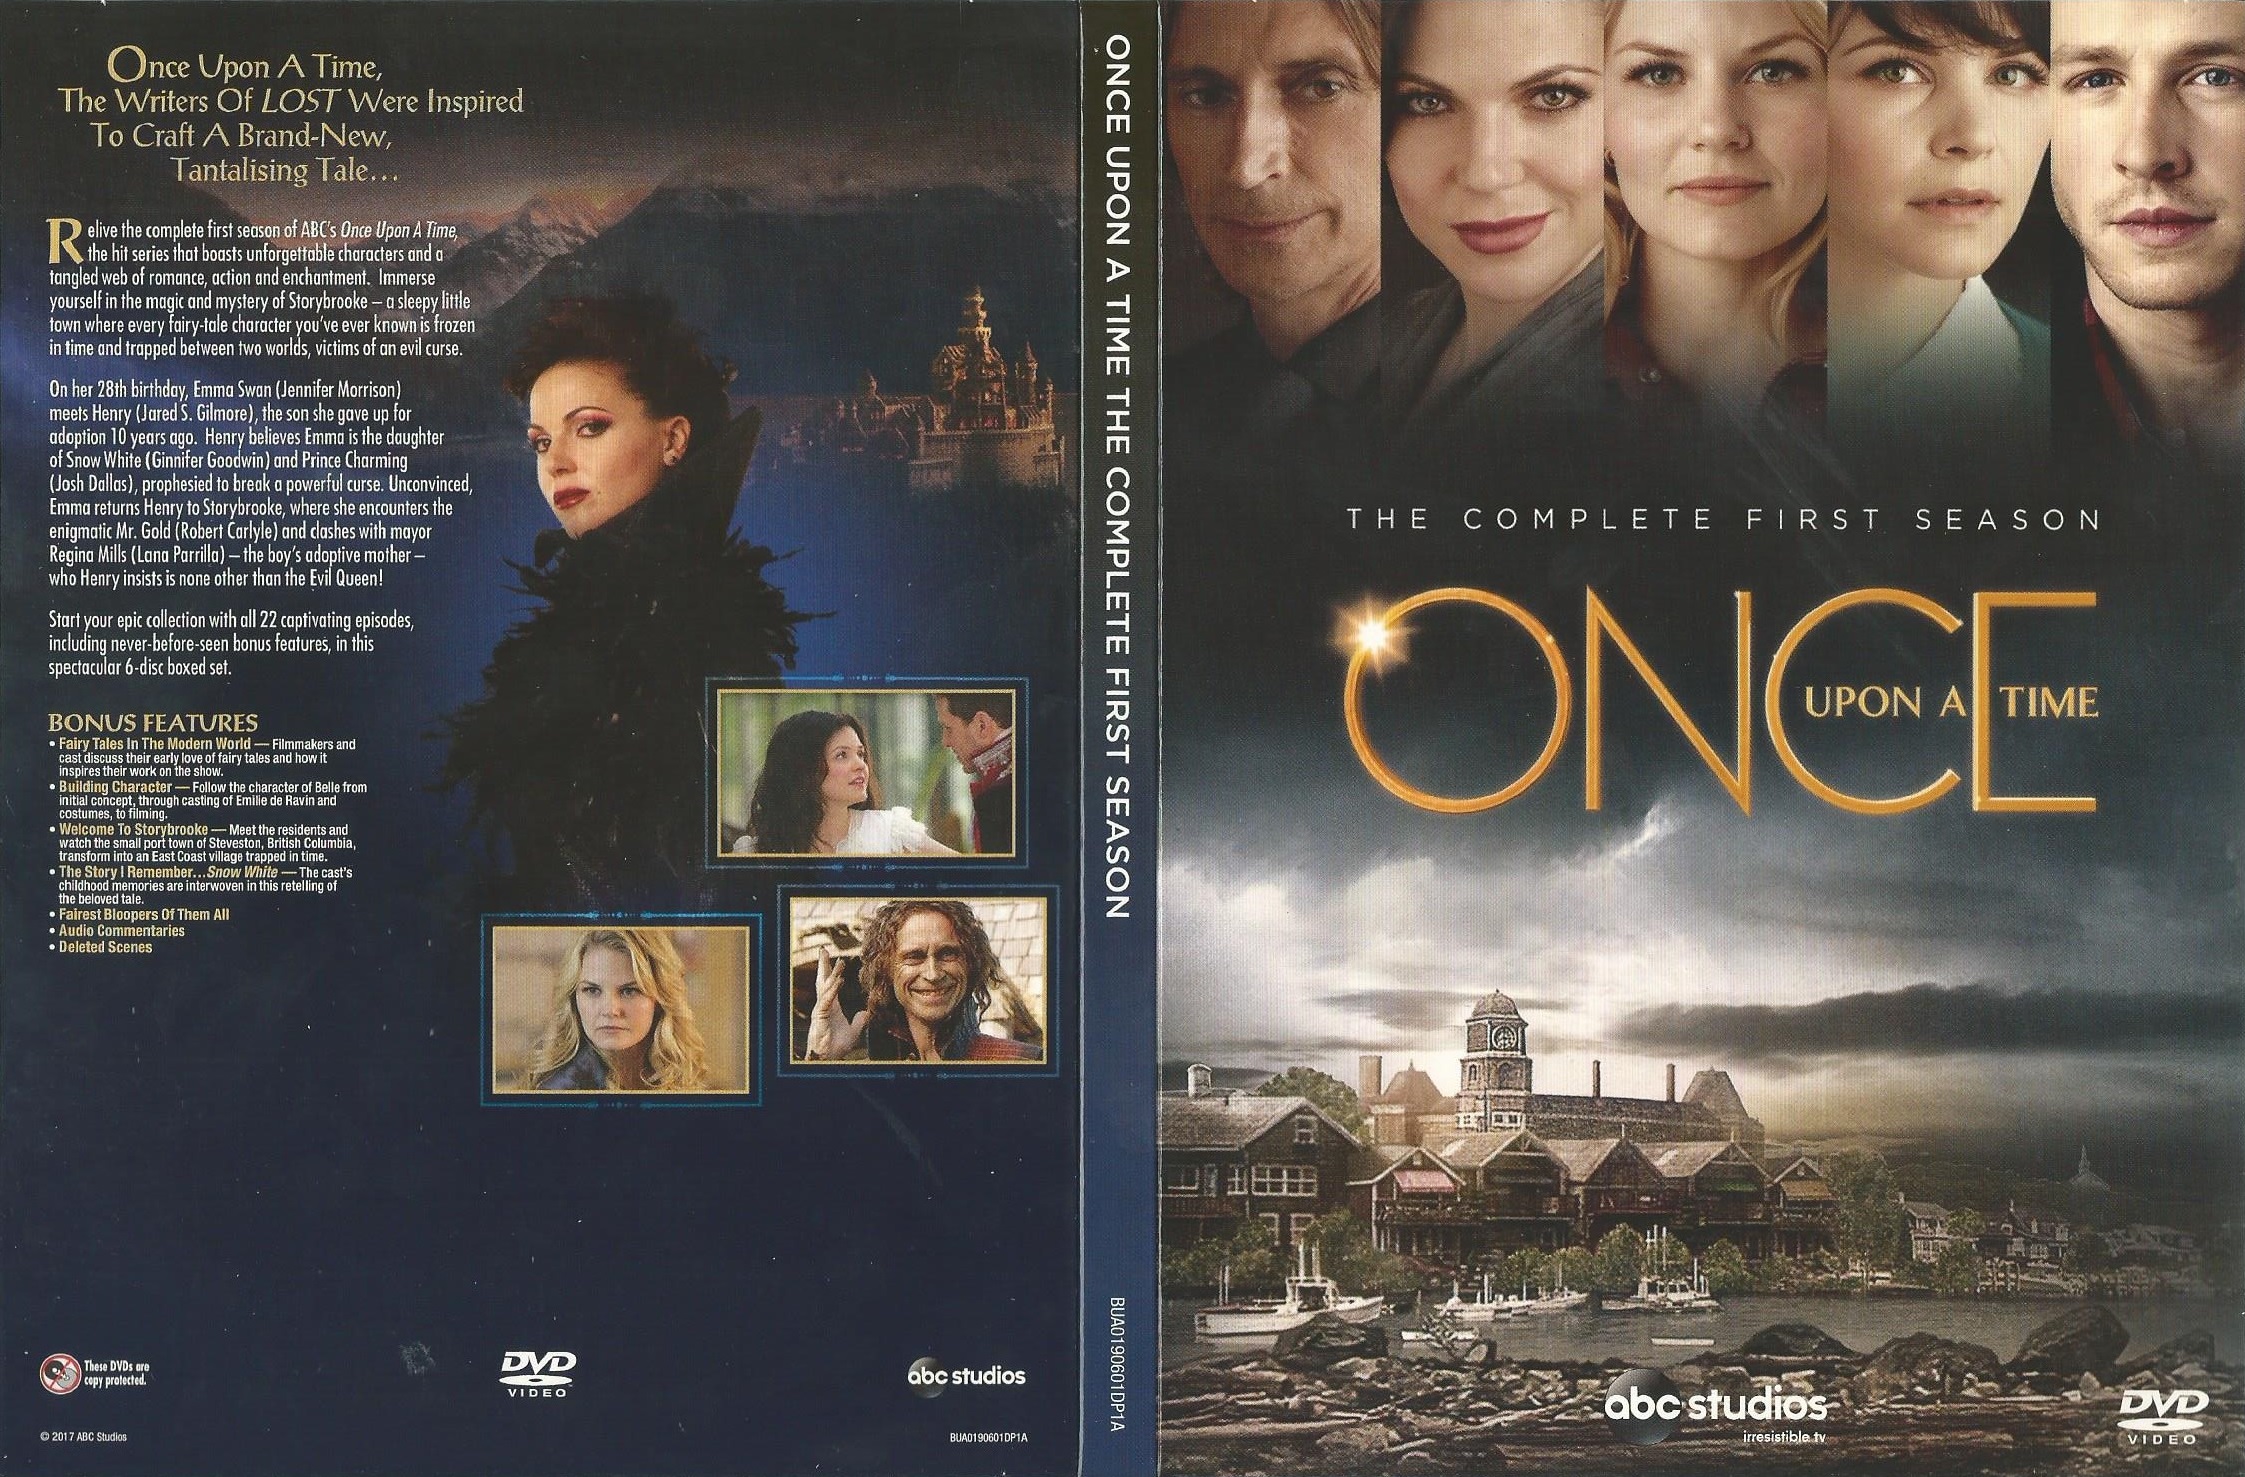 Once Upon A Time,
The Writers Of LOST Were Inspired
To Craft A Brand-New,
Tantalising Tale...
Relive the complete first season of ABC's Once Upon A Time,
the hit series that boasts unforgettable characters and a
tangled web of romance, action and enchantment. Immerse
yourself in the magic and mystery of Storybrooke – a sleepy little
town where every fairy-tale character you've ever known is frozen
in time and trapped between two worlds, victims of an evil curse.
On her 28th birthday, Emma Swan (Jennifer Morrison)
meets Henry (Jared S. Gilmore), the son she gave up for
adoption 10 years ago. Henry believes Emma is the daughter
of Snow White (Ginnifer Goodwin) and Prince Charming
(Josh Dallas), prophesied to break a powerful curse. Unconvinced,
Emma returns Henry to Storybrooke, where she encounters the
enigmatic Mr. Gold (Robert Carlyle) and clashes with mayor
Regina Mills (Lana Parrilla) – the boy's adoptive mother –
who Henry insists is none other than the Evil Queen!
Start your epic collection with all 22 captivating episodes,
including never-before-seen bonus features, in this
spectacular 6-disc boxed set.
BONUS FEATURES
• Fairy Tales In The Modern World — Filmmakers and
cast discuss their early love of fairy tales and how it
inspires their work on the show.
• Building Character — Follow the character of Belle from
initial concept, through casting of Emilie de Ravin and
costumes, to filming.
• Welcome To Storybrooke — Meet the residents and
watch the small port town of Steveston, British Columbia,
transform into an East Coast village trapped in time.
• The Story I Remember...Snow White — The cast's
childhood memories are interwoven in this retelling of
the beloved tale.
• Fairest Bloopers Of Them All
• Audio Commentaries
• Deleted Scenes
These DVDs are
copy protected.
DVD
VIDEO™
abc studios
© 2017 ABC Studios
BUA0190601DP1A
ONCE UPON A TIME THE COMPLETE FIRST SEASON
BUA0190601DP1A
THE COMPLETE FIRST SEASON
ONCE
UPON A TIME
abc studios
irresistible tv
DVD
VIDEO